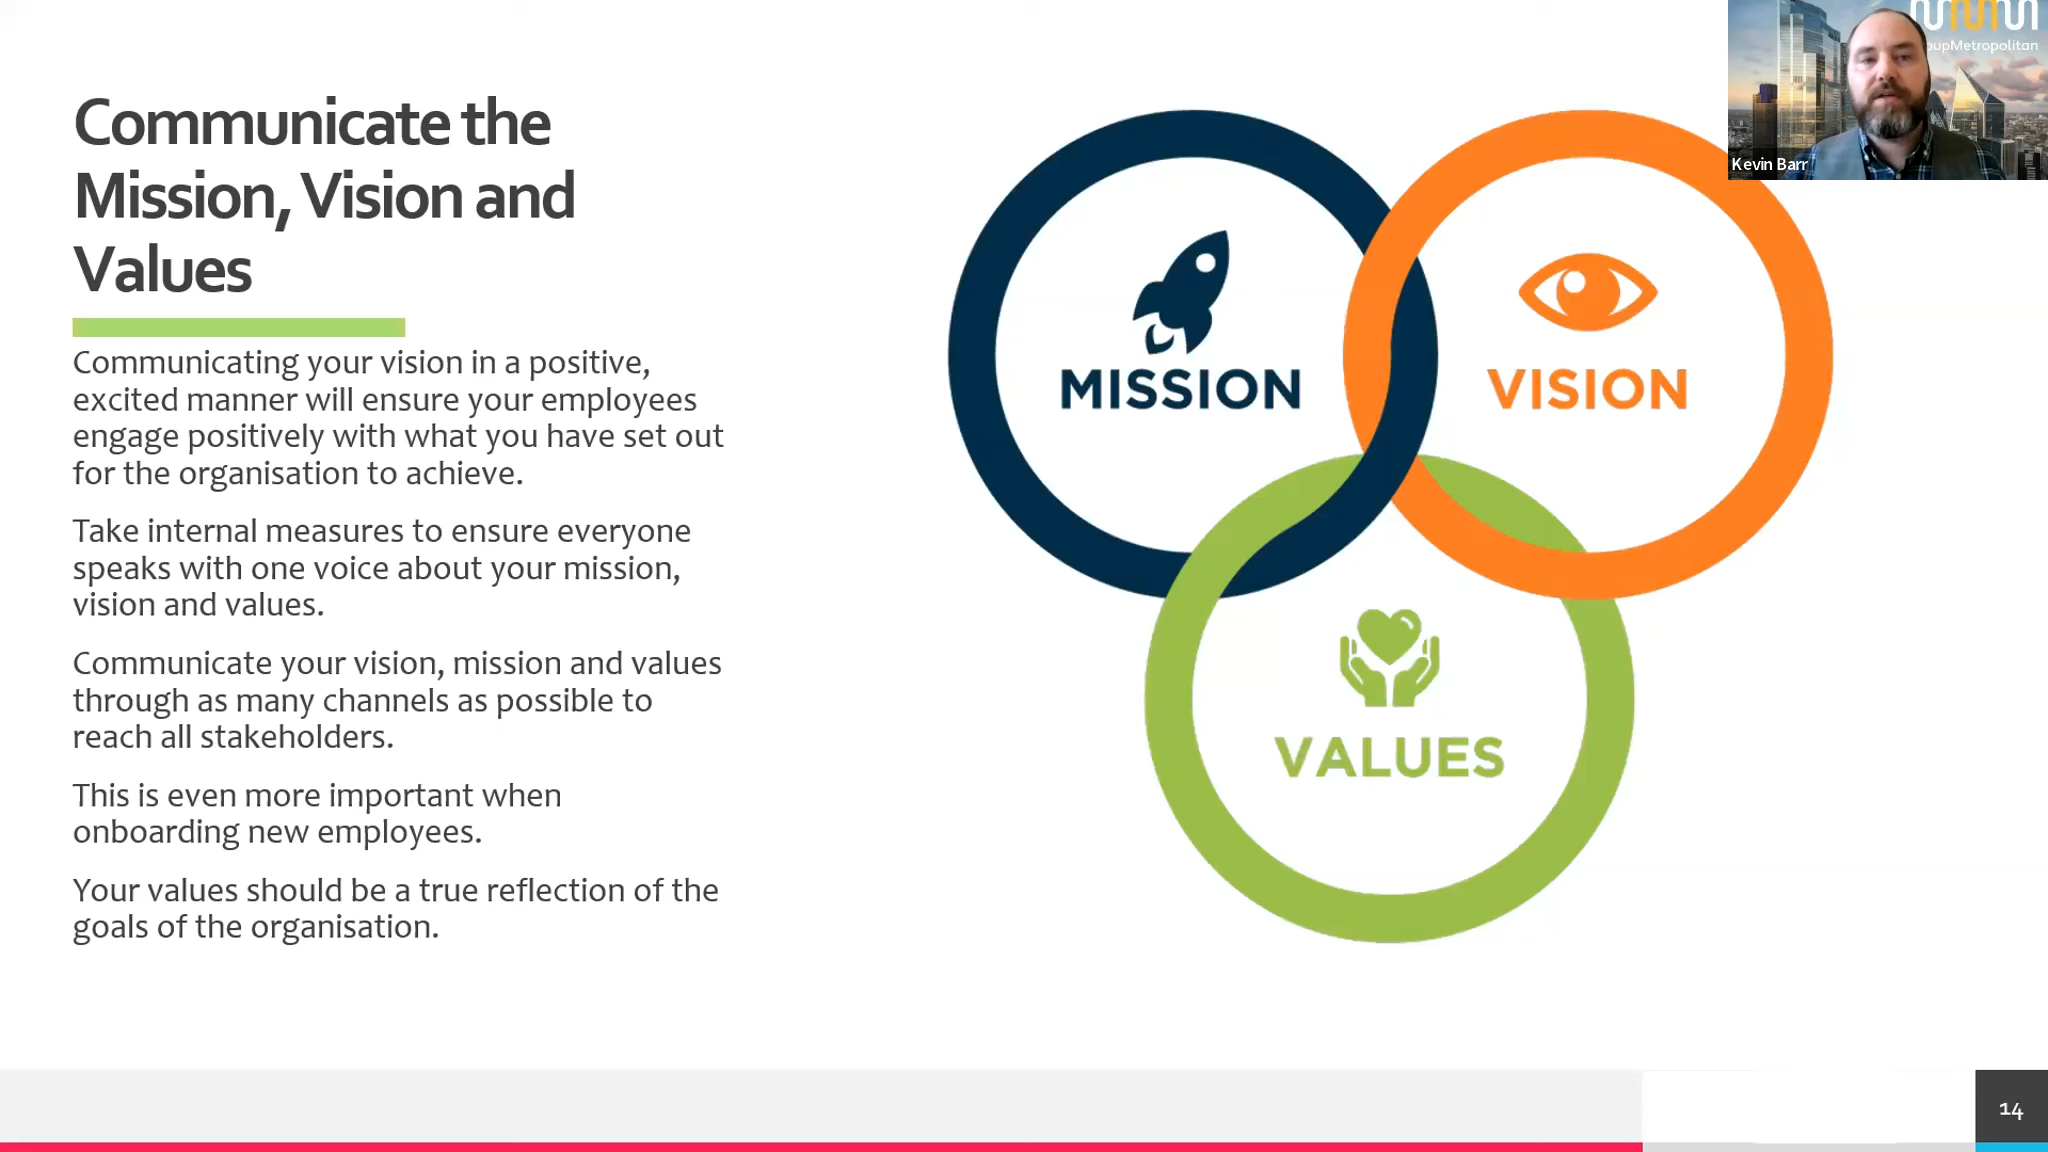 Communicate the
Mission, Vision and
Values
Communicating your vision in a positive,
excited manner will ensure your employees
engage positively with what you have set out
for the organisation to achieve.
Take internal measures to ensure everyone
speaks with one voice about your mission,
vision and values.
Communicate your vision, mission and values
through as many channels as possible to
reach all stakeholders.
This is even more important when
onboarding new employees.
Your values should be a true reflection of the
goals of the organisation.
MISSION
VISION
VALUES
oupMetropolitan
Kevin Barr
14